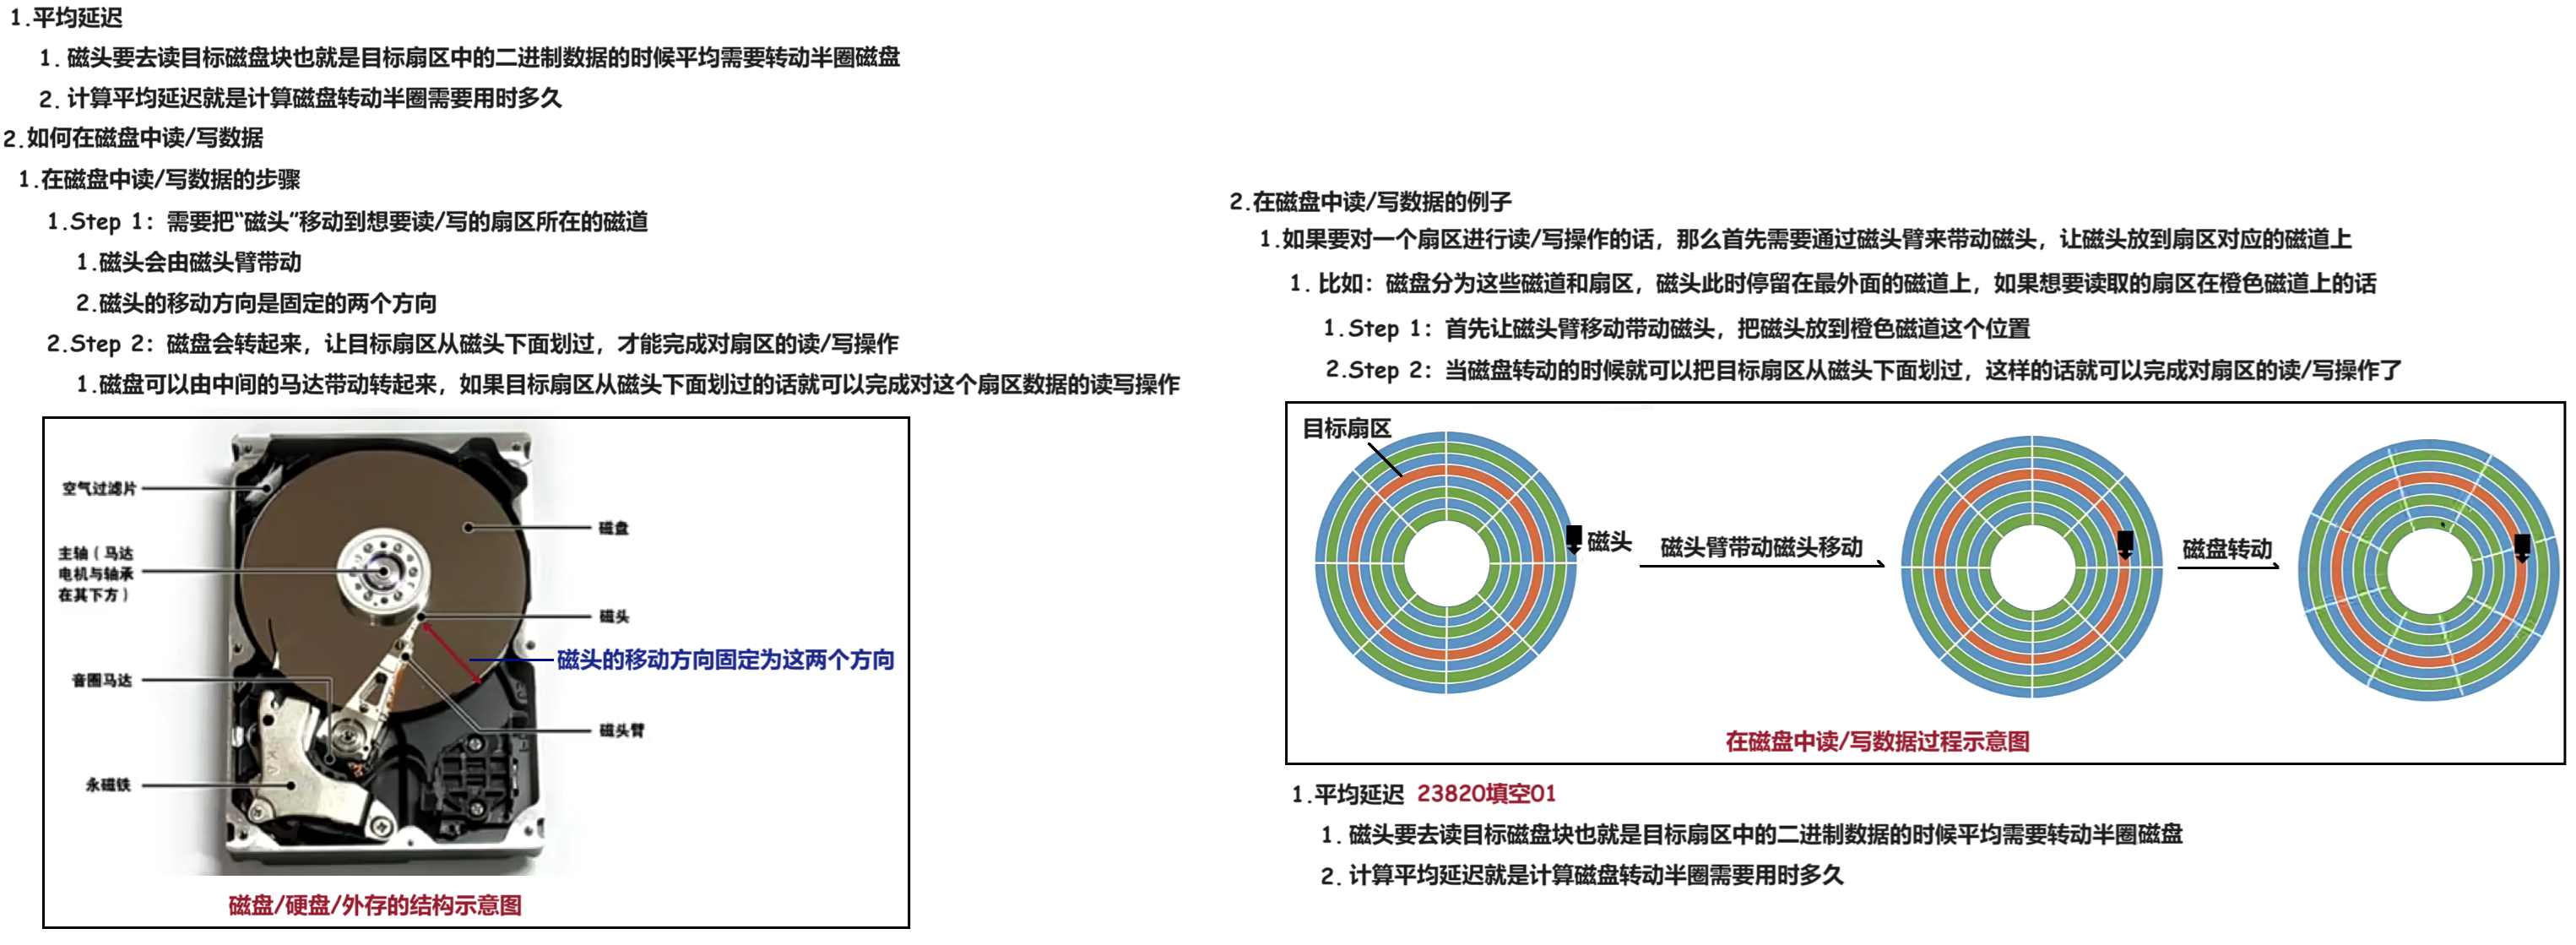 1.平均延迟
1. 磁头要去读目标磁盘块也就是目标扇区中的二进制数据的时候平均需要转动半圈磁盘
2. 计算平均延迟就是计算磁盘转动半圈需要用时多久
2.如何在磁盘中读/写数据
1.在磁盘中读/写数据的步骤
1.Step 1：需要把“磁头”移动到想要读/写的扇区所在的磁道
1.磁头会由磁头臂带动
2.磁头的移动方向是固定的两个方向
2.Step 2：磁盘会转起来，让目标扇区从磁头下面划过，才能完成对扇区的读/写操作
1.磁盘可以由中间的马达带动转起来，如果目标扇区从磁头下面划过的话就可以完成对这个扇区数据的读写操作
空气过滤片
主轴（马达
电机与轴承
在其下方）
音圈马达
永磁铁
磁盘
磁头
磁头的移动方向固定为这两个方向
磁头臂
磁盘/硬盘/外存的结构示意图
2.在磁盘中读/写数据的例子
1.如果要对一个扇区进行读/写操作的话，那么首先需要通过磁头臂来带动磁头，让磁头放到扇区对应的磁道上
1. 比如：磁盘分为这些磁道和扇区，磁头此时停留在最外面的磁道上，如果想要读取的扇区在橙色磁道上的话
1.Step 1：首先让磁头臂移动带动磁头，把磁头放到橙色磁道这个位置
2.Step 2：当磁盘转动的时候就可以把目标扇区从磁头下面划过，这样的话就可以完成对扇区的读/写操作了
目标扇区
磁头
磁头臂带动磁头移动
磁盘转动
在磁盘中读/写数据过程示意图
1.平均延迟 23820填空01
1. 磁头要去读目标磁盘块也就是目标扇区中的二进制数据的时候平均需要转动半圈磁盘
2. 计算平均延迟就是计算磁盘转动半圈需要用时多久